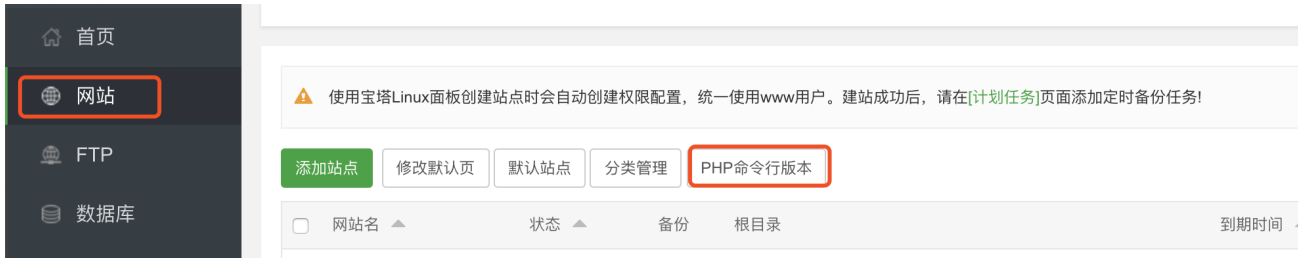 首页
网站
FTP
数据库
使用宝塔Linux面板创建站点时会自动创建权限配置，统一使用www用户。建站成功后，请在[计划任务]页面添加定时备份任务!
添加站点 修改默认页 默认站点 分类管理 PHP命令行版本
网站名 状态 备份 根目录 到期时间